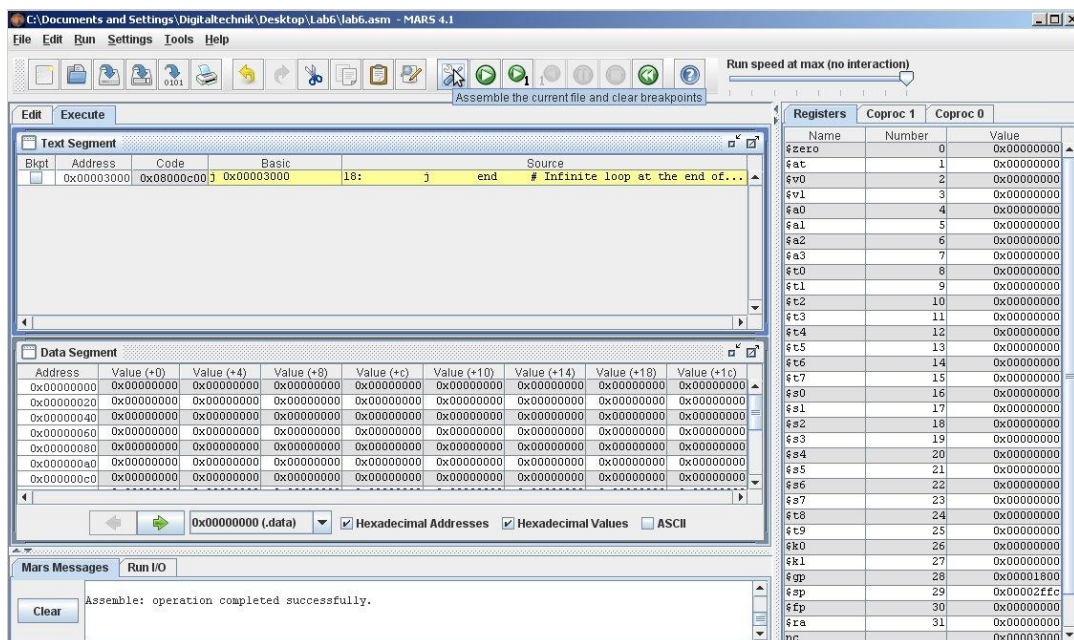 C:\Documents and Settings\Digitaltechnik\Desktop\Lab6\lab6.asm - MARS 4.1
File Edit Run Settings Tools Help
Run speed at max (no interaction)
Assemble the current file and clear breakpoints
Edit Execute
Text Segment
Bkpt Address Code Basic Source
0x00003000 0x08000c00 j 0x00003000 18: j end # Infinite loop at the end of...
Data Segment
Address Value (+0) Value (+4) Value (+8) Value (+c) Value (+10) Value (+14) Value (+18) Value (+1c)
0x00000000 0x00000000 0x00000000 0x00000000 0x00000000 0x00000000 0x00000000 0x00000000 0x00000000
0x00000020 0x00000000 0x00000000 0x00000000 0x00000000 0x00000000 0x00000000 0x00000000 0x00000000
0x00000040 0x00000000 0x00000000 0x00000000 0x00000000 0x00000000 0x00000000 0x00000000 0x00000000
0x00000060 0x00000000 0x00000000 0x00000000 0x00000000 0x00000000 0x00000000 0x00000000 0x00000000
0x00000080 0x00000000 0x00000000 0x00000000 0x00000000 0x00000000 0x00000000 0x00000000 0x00000000
0x000000a0 0x00000000 0x00000000 0x00000000 0x00000000 0x00000000 0x00000000 0x00000000 0x00000000
0x000000c0 0x00000000 0x00000000 0x00000000 0x00000000 0x00000000 0x00000000 0x00000000 0x00000000
0x00000000 (.data) Hexadecimal Addresses Hexadecimal Values ASCII
Mars Messages Run I/O
Clear
Assemble: operation completed successfully.
Registers Coproc 1 Coproc 0
Name Number Value
$zero 0 0x00000000
$at 1 0x00000000
$v0 2 0x00000000
$v1 3 0x00000000
$a0 4 0x00000000
$a1 5 0x00000000
$a2 6 0x00000000
$a3 7 0x00000000
$t0 8 0x00000000
$t1 9 0x00000000
$t2 10 0x00000000
$t3 11 0x00000000
$t4 12 0x00000000
$t5 13 0x00000000
$t6 14 0x00000000
$t7 15 0x00000000
$s0 16 0x00000000
$s1 17 0x00000000
$s2 18 0x00000000
$s3 19 0x00000000
$s4 20 0x00000000
$s5 21 0x00000000
$s6 22 0x00000000
$s7 23 0x00000000
$t8 24 0x00000000
$t9 25 0x00000000
$k0 26 0x00000000
$k1 27 0x00000000
$gp 28 0x00001800
$sp 29 0x00002ffc
$fp 30 0x00000000
$ra 31 0x00000000
pc 0x00003000